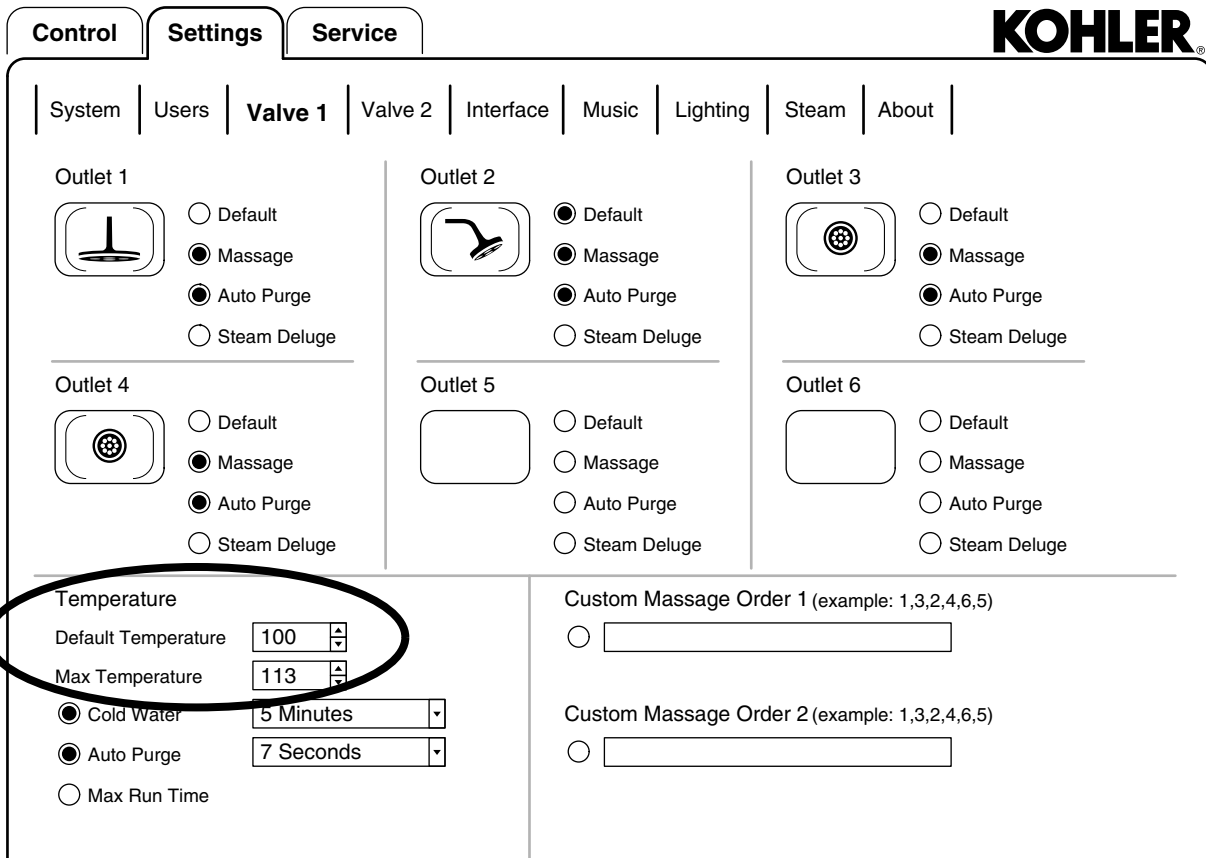 Control Settings Service KOHLER®
System Users Valve 1 Valve 2 Interface Music Lighting Steam About
Outlet 1
Default
Massage
Auto Purge
Steam Deluge
Outlet 2
Default
Massage
Auto Purge
Steam Deluge
Outlet 3
Default
Massage
Auto Purge
Steam Deluge
Outlet 4
Default
Massage
Auto Purge
Steam Deluge
Outlet 5
Default
Massage
Auto Purge
Steam Deluge
Outlet 6
Default
Massage
Auto Purge
Steam Deluge
Temperature
Default Temperature 100
Max Temperature 113
Cold Water 5 Minutes
Auto Purge 7 Seconds
Max Run Time
Custom Massage Order 1 (example: 1,3,2,4,6,5)
Custom Massage Order 2 (example: 1,3,2,4,6,5)